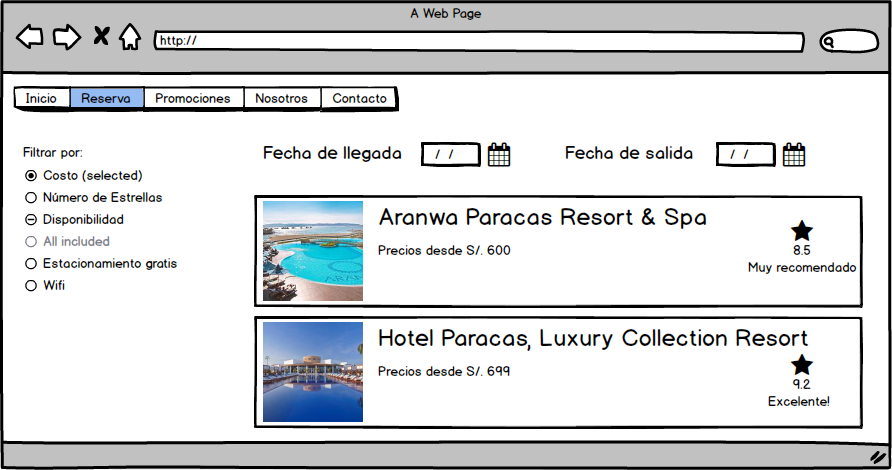 A Web Page
http://
Inicio Reserva Promociones Nosotros Contacto
Filtrar por:
Costo (selected)
Número de Estrellas
Disponibilidad
All included
Estacionamiento gratis
Wifi
Fecha de llegada / / Fecha de salida / /
Aranwa Paracas Resort & Spa
Precios desde S/. 600
8.5
Muy recomendado
Hotel Paracas, Luxury Collection Resort
Precios desde S/. 699
9.2
Excelente!